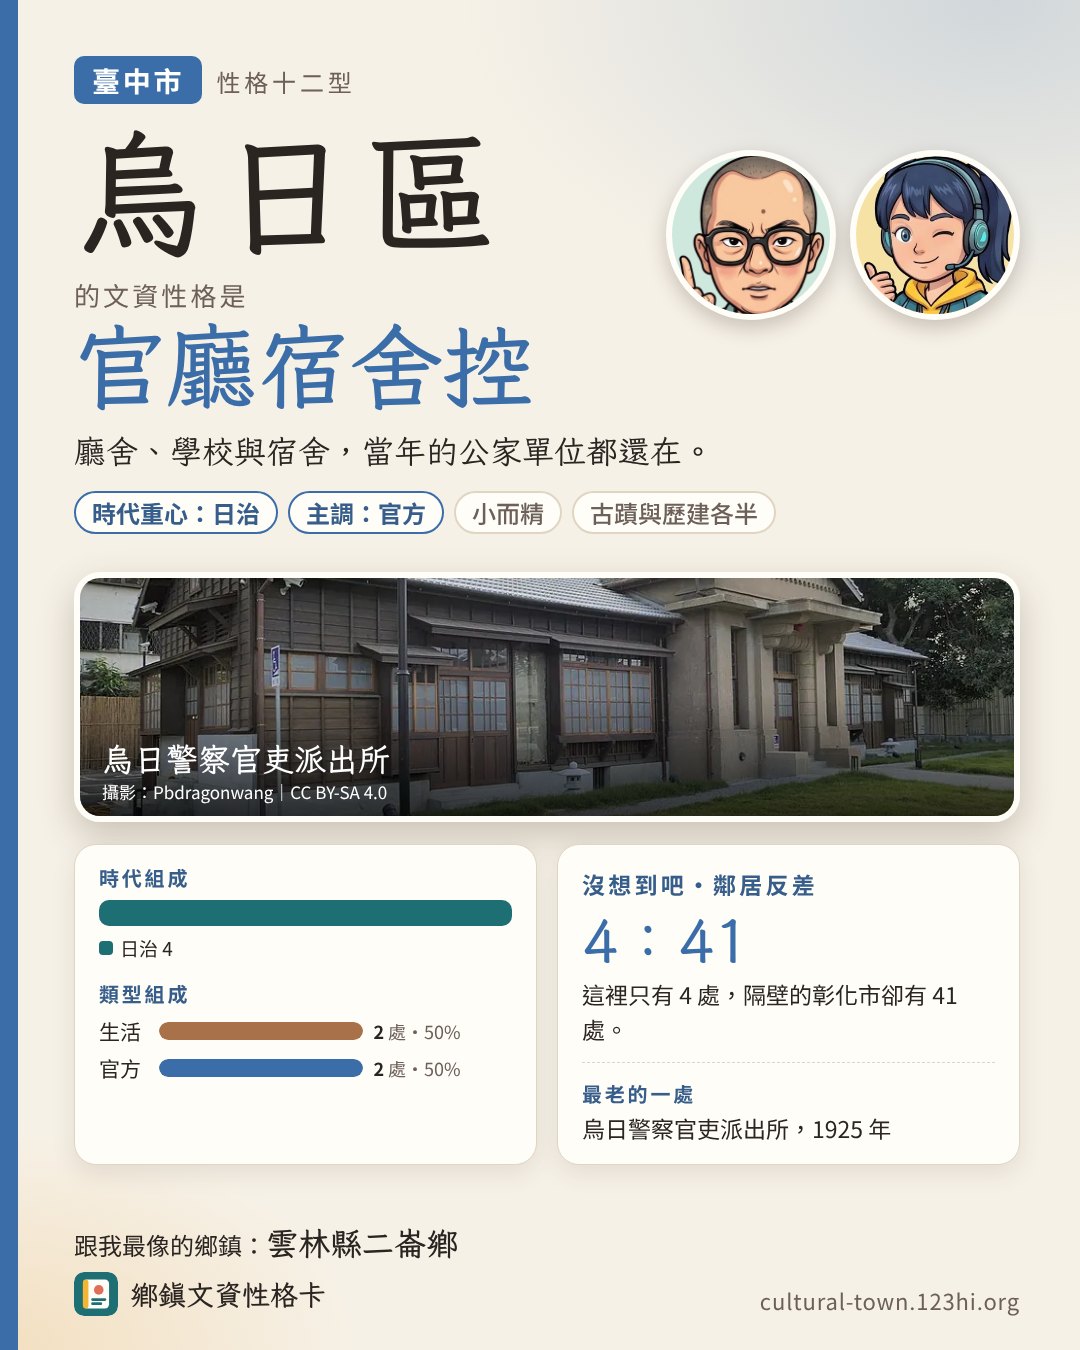 臺中市 性格十二型
烏日區
的文資性格是
官廳宿舍控
廳舍、學校與宿舍，當年的公家單位都還在。
時代重心：日治 主調：官方 小而精 古蹟與歷建各半
烏日警察官吏派出所
攝影：Pbdragonwang｜CC BY-SA 4.0
時代組成
日治 4
類型組成
生活 2 處・50%
官方 2 處・50%
沒想到吧・鄰居反差
4：41
這裡只有 4 處，隔壁的彰化市卻有 41
處。
最老的一處
烏日警察官吏派出所，1925 年
跟我最像的鄉鎮：雲林縣二崙鄉
鄉鎮文資性格卡
cultural-town.123hi.org